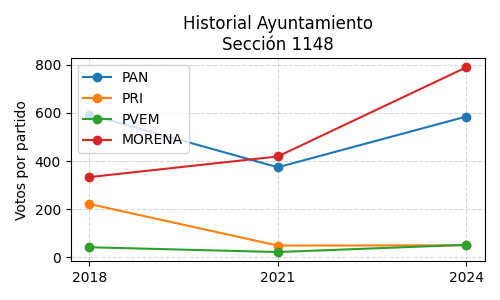 Historial Ayuntamiento
Sección 1148
Votos por partido
800
600
400
200
0
PAN
PRI
PVEM
MORENA
2018
2021
2024